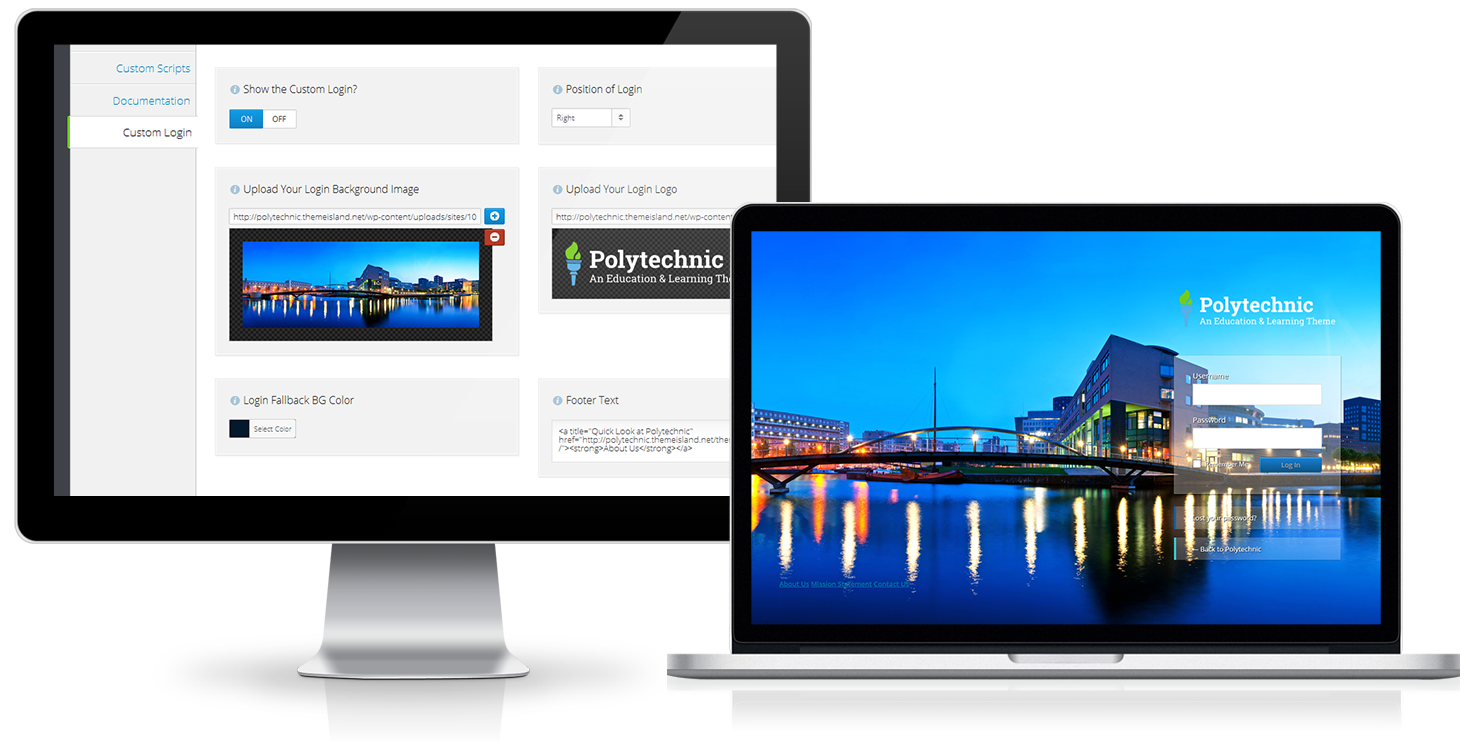 Custom Scripts
Documentation
Custom Login
Show the Custom Login?
ON OFF
Position of Login
Right
Upload Your Login Background Image
http://polytechnic.themeisland.net/wp-content/uploads/sites/10
Upload Your Login Logo
http://polytechnic.themeisland.net/wp-conten
Polytechnic
An Education & Learning The
Login Fallback BG Color
Select Color
Footer Text
<a title="Quick Look at Polytechnic"
href="http://polytechnic.themeisland.net/the
/"><strong>About Us</strong></a>
Polytechnic
An Education & Learning Theme
Username
Password
Remember Me
Log In
Lost your password?
← Back to Polytechnic
About Us Mission Statement Contact Us